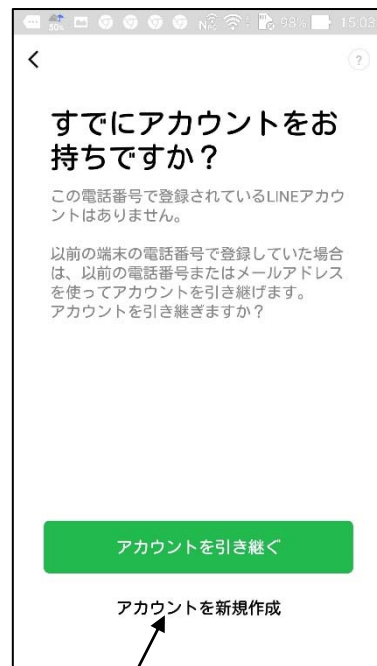 50% 98% 15:03
?
すでにアカウントをお
持ちですか？
この電話番号で登録されているLINEアカウ
ントはありません。
以前の端末の電話番号で登録していた場合
は、以前の電話番号またはメールアドレス
を使ってアカウントを引き継げます。
アカウントを引き継ぎますか？
アカウントを引き継ぐ
アカウントを新規作成